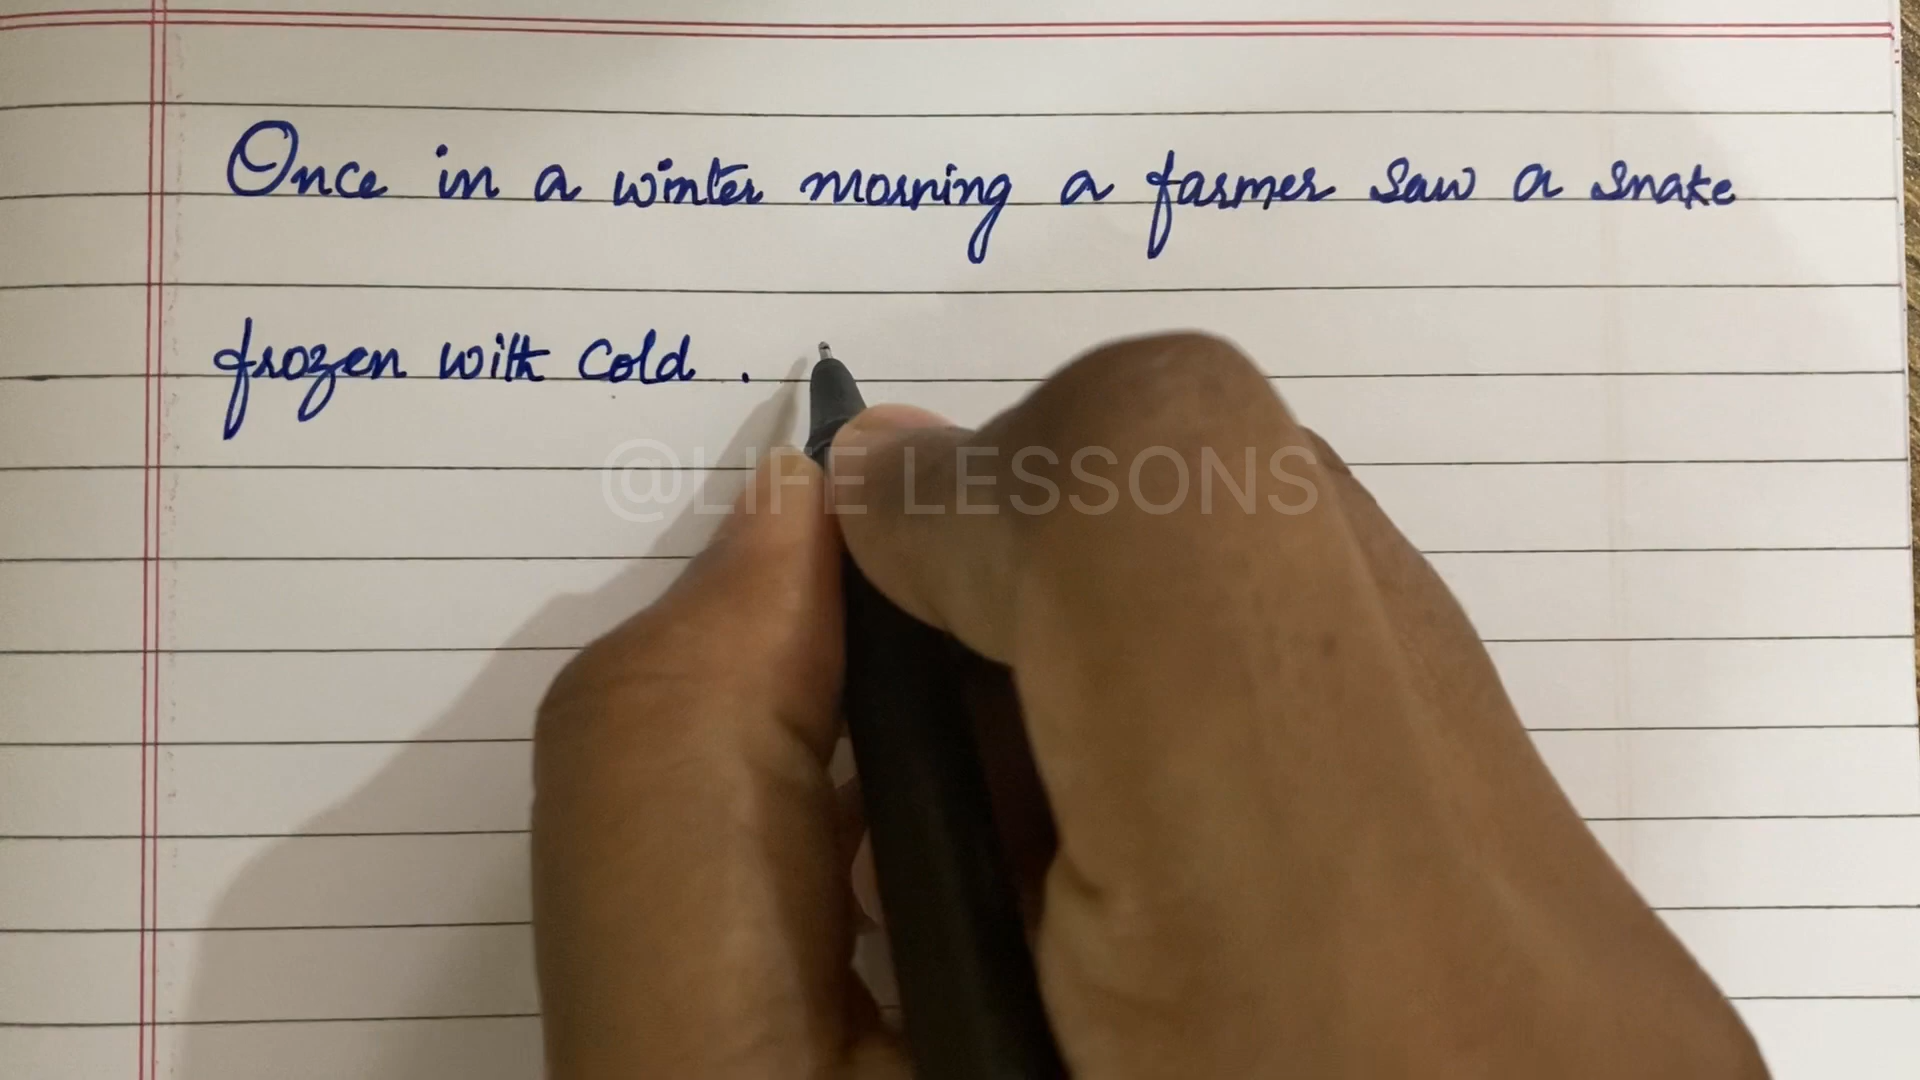 Once in a winter morning a farmer saw a snake
frozen with cold .
@LIFE LESSONS